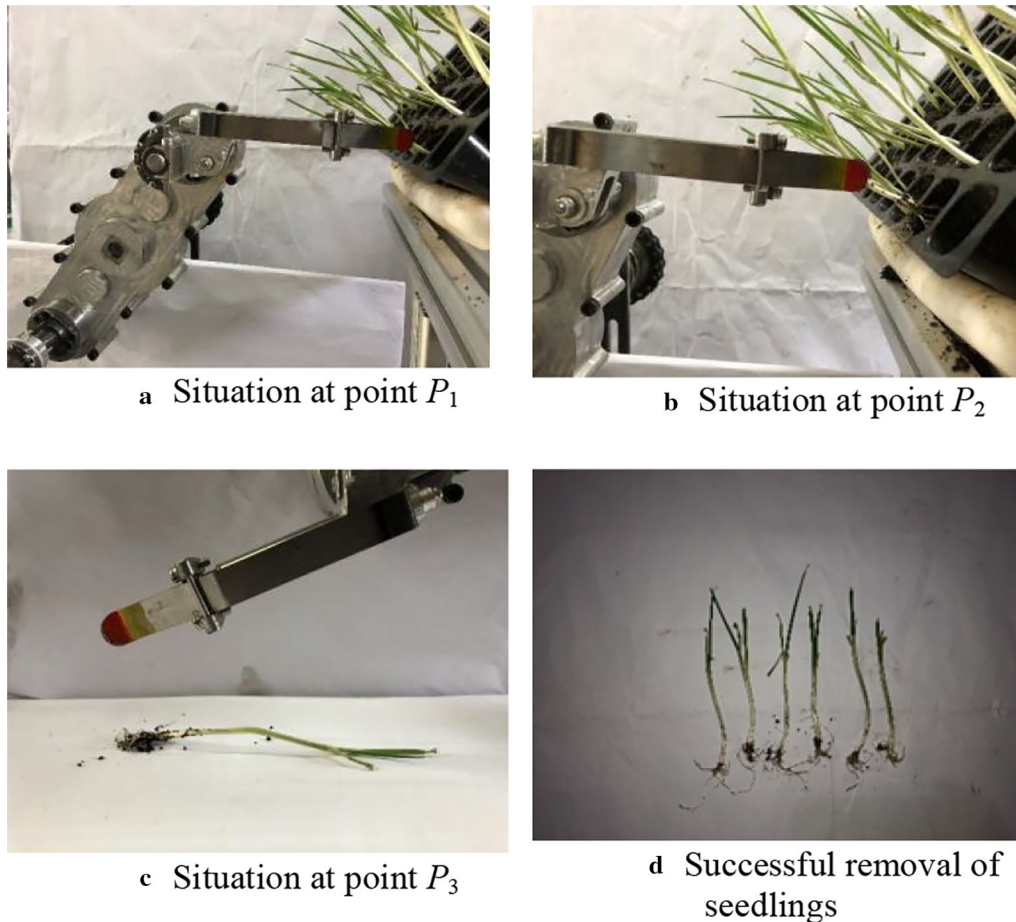 a Situation at point P₁
b Situation at point P₂
c Situation at point P₃
d Successful removal of
seedlings